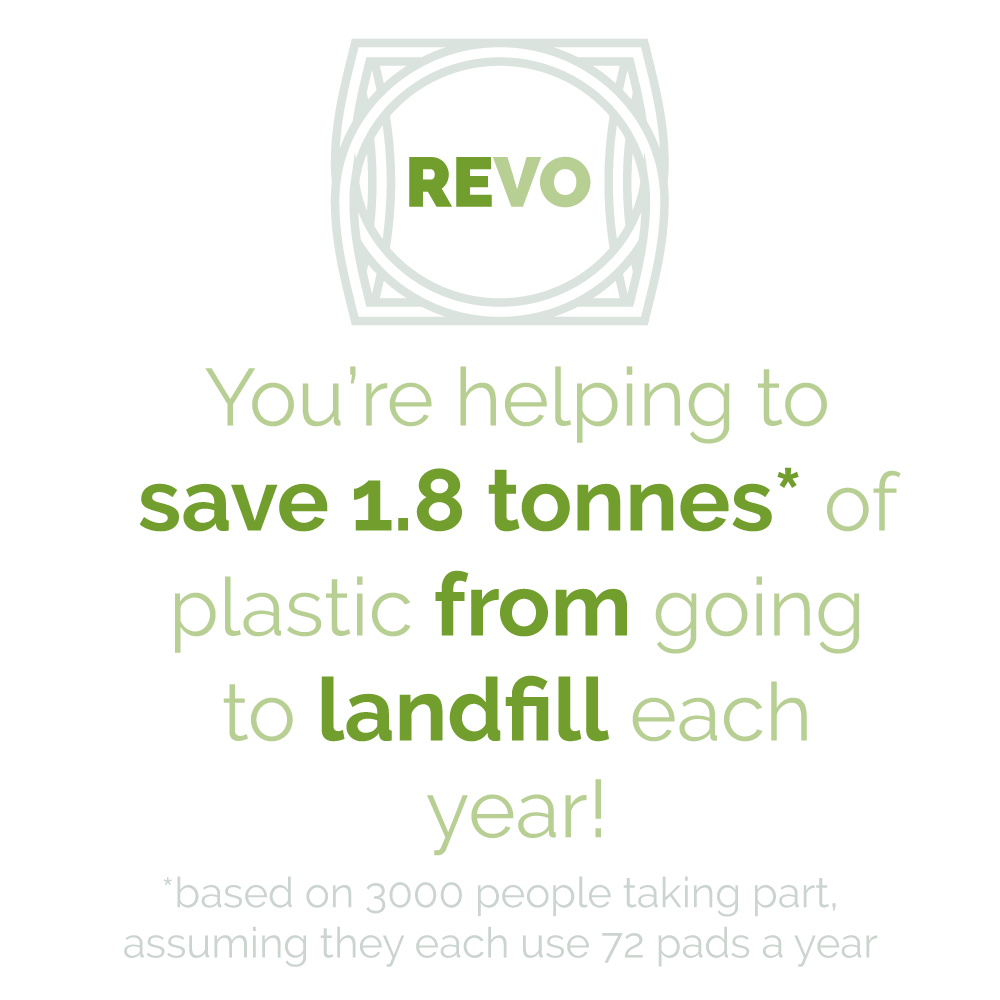 REVO
You’re helping to
save 1.8 tonnes* of
plastic from going
to landfill each
year!
*based on 3000 people taking part,
assuming they each use 72 pads a year